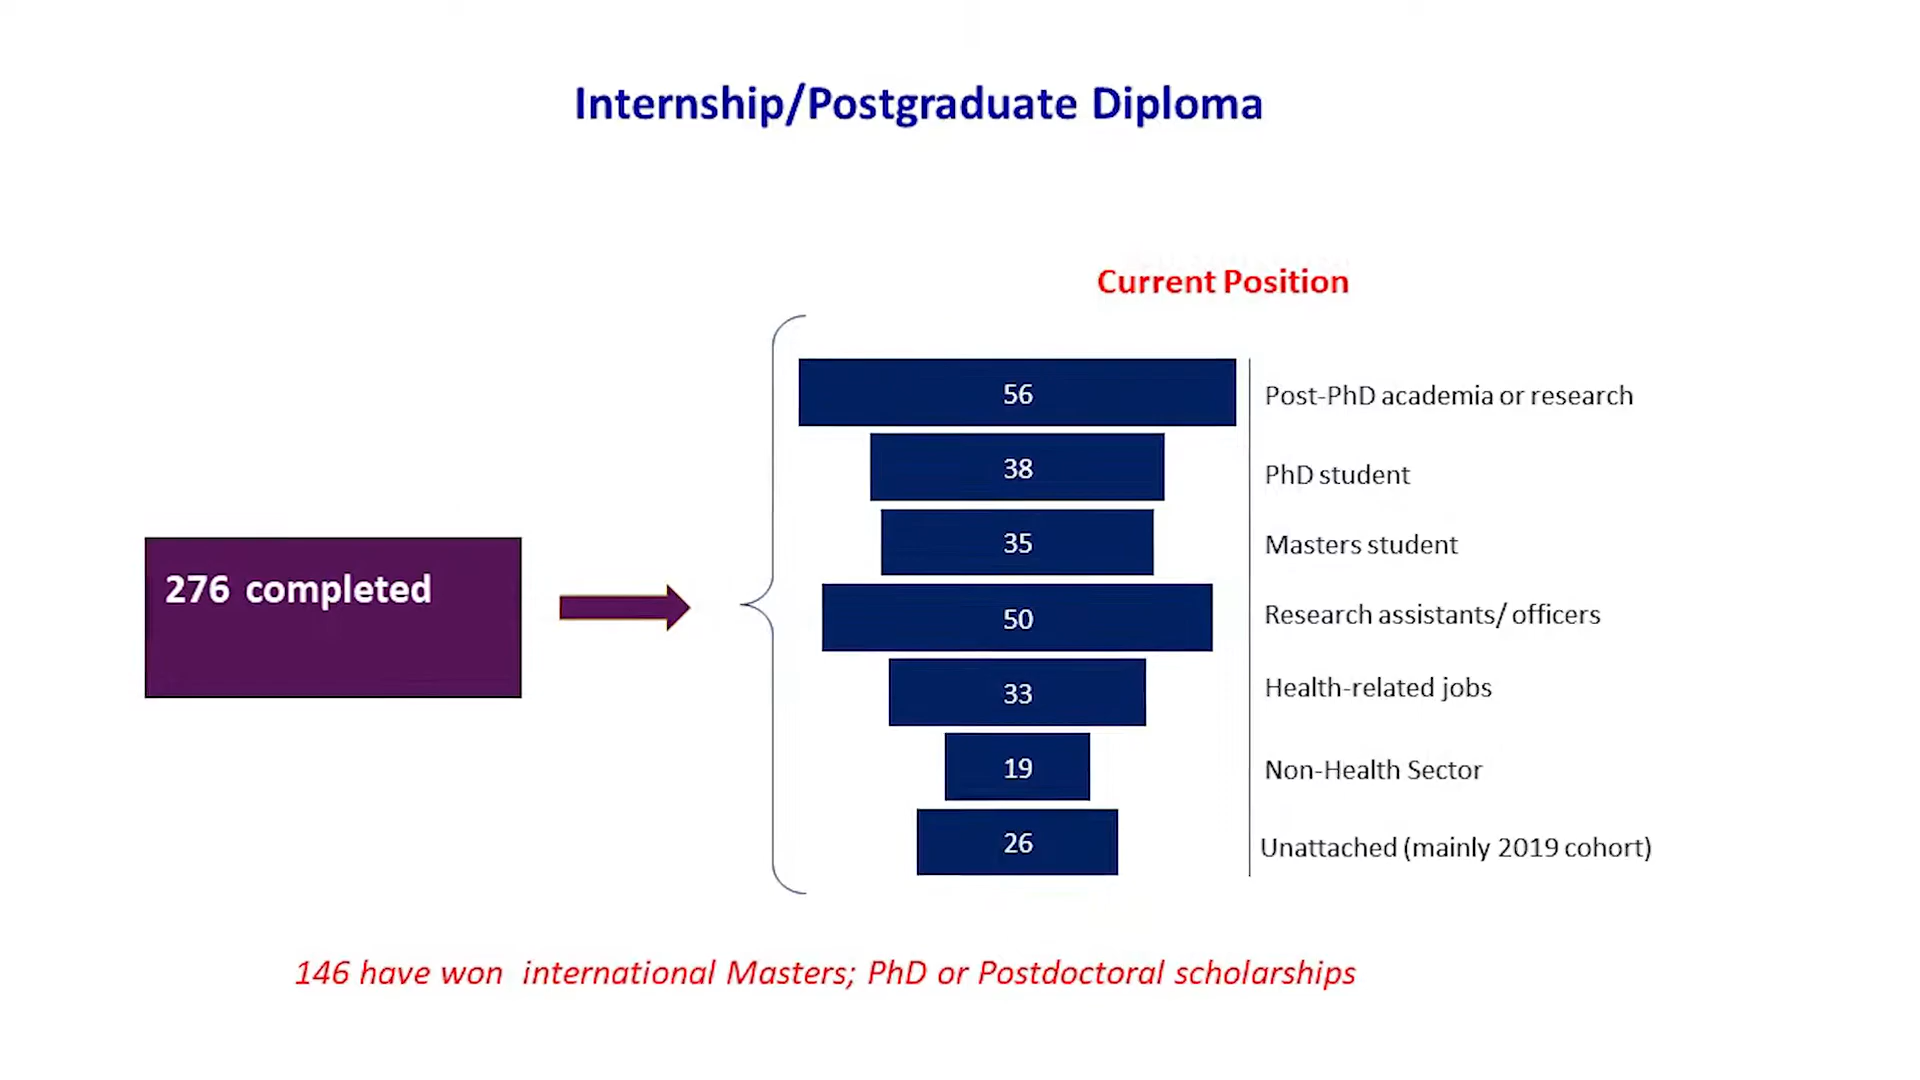 Internship/Postgraduate Diploma
Current Position
56 Post-PhD academia or research
38 PhD student
35 Masters student
276 completed
50 Research assistants/ officers
33 Health-related jobs
19 Non-Health Sector
26 Unattached (mainly 2019 cohort)
146 have won international Masters; PhD or Postdoctoral scholarships